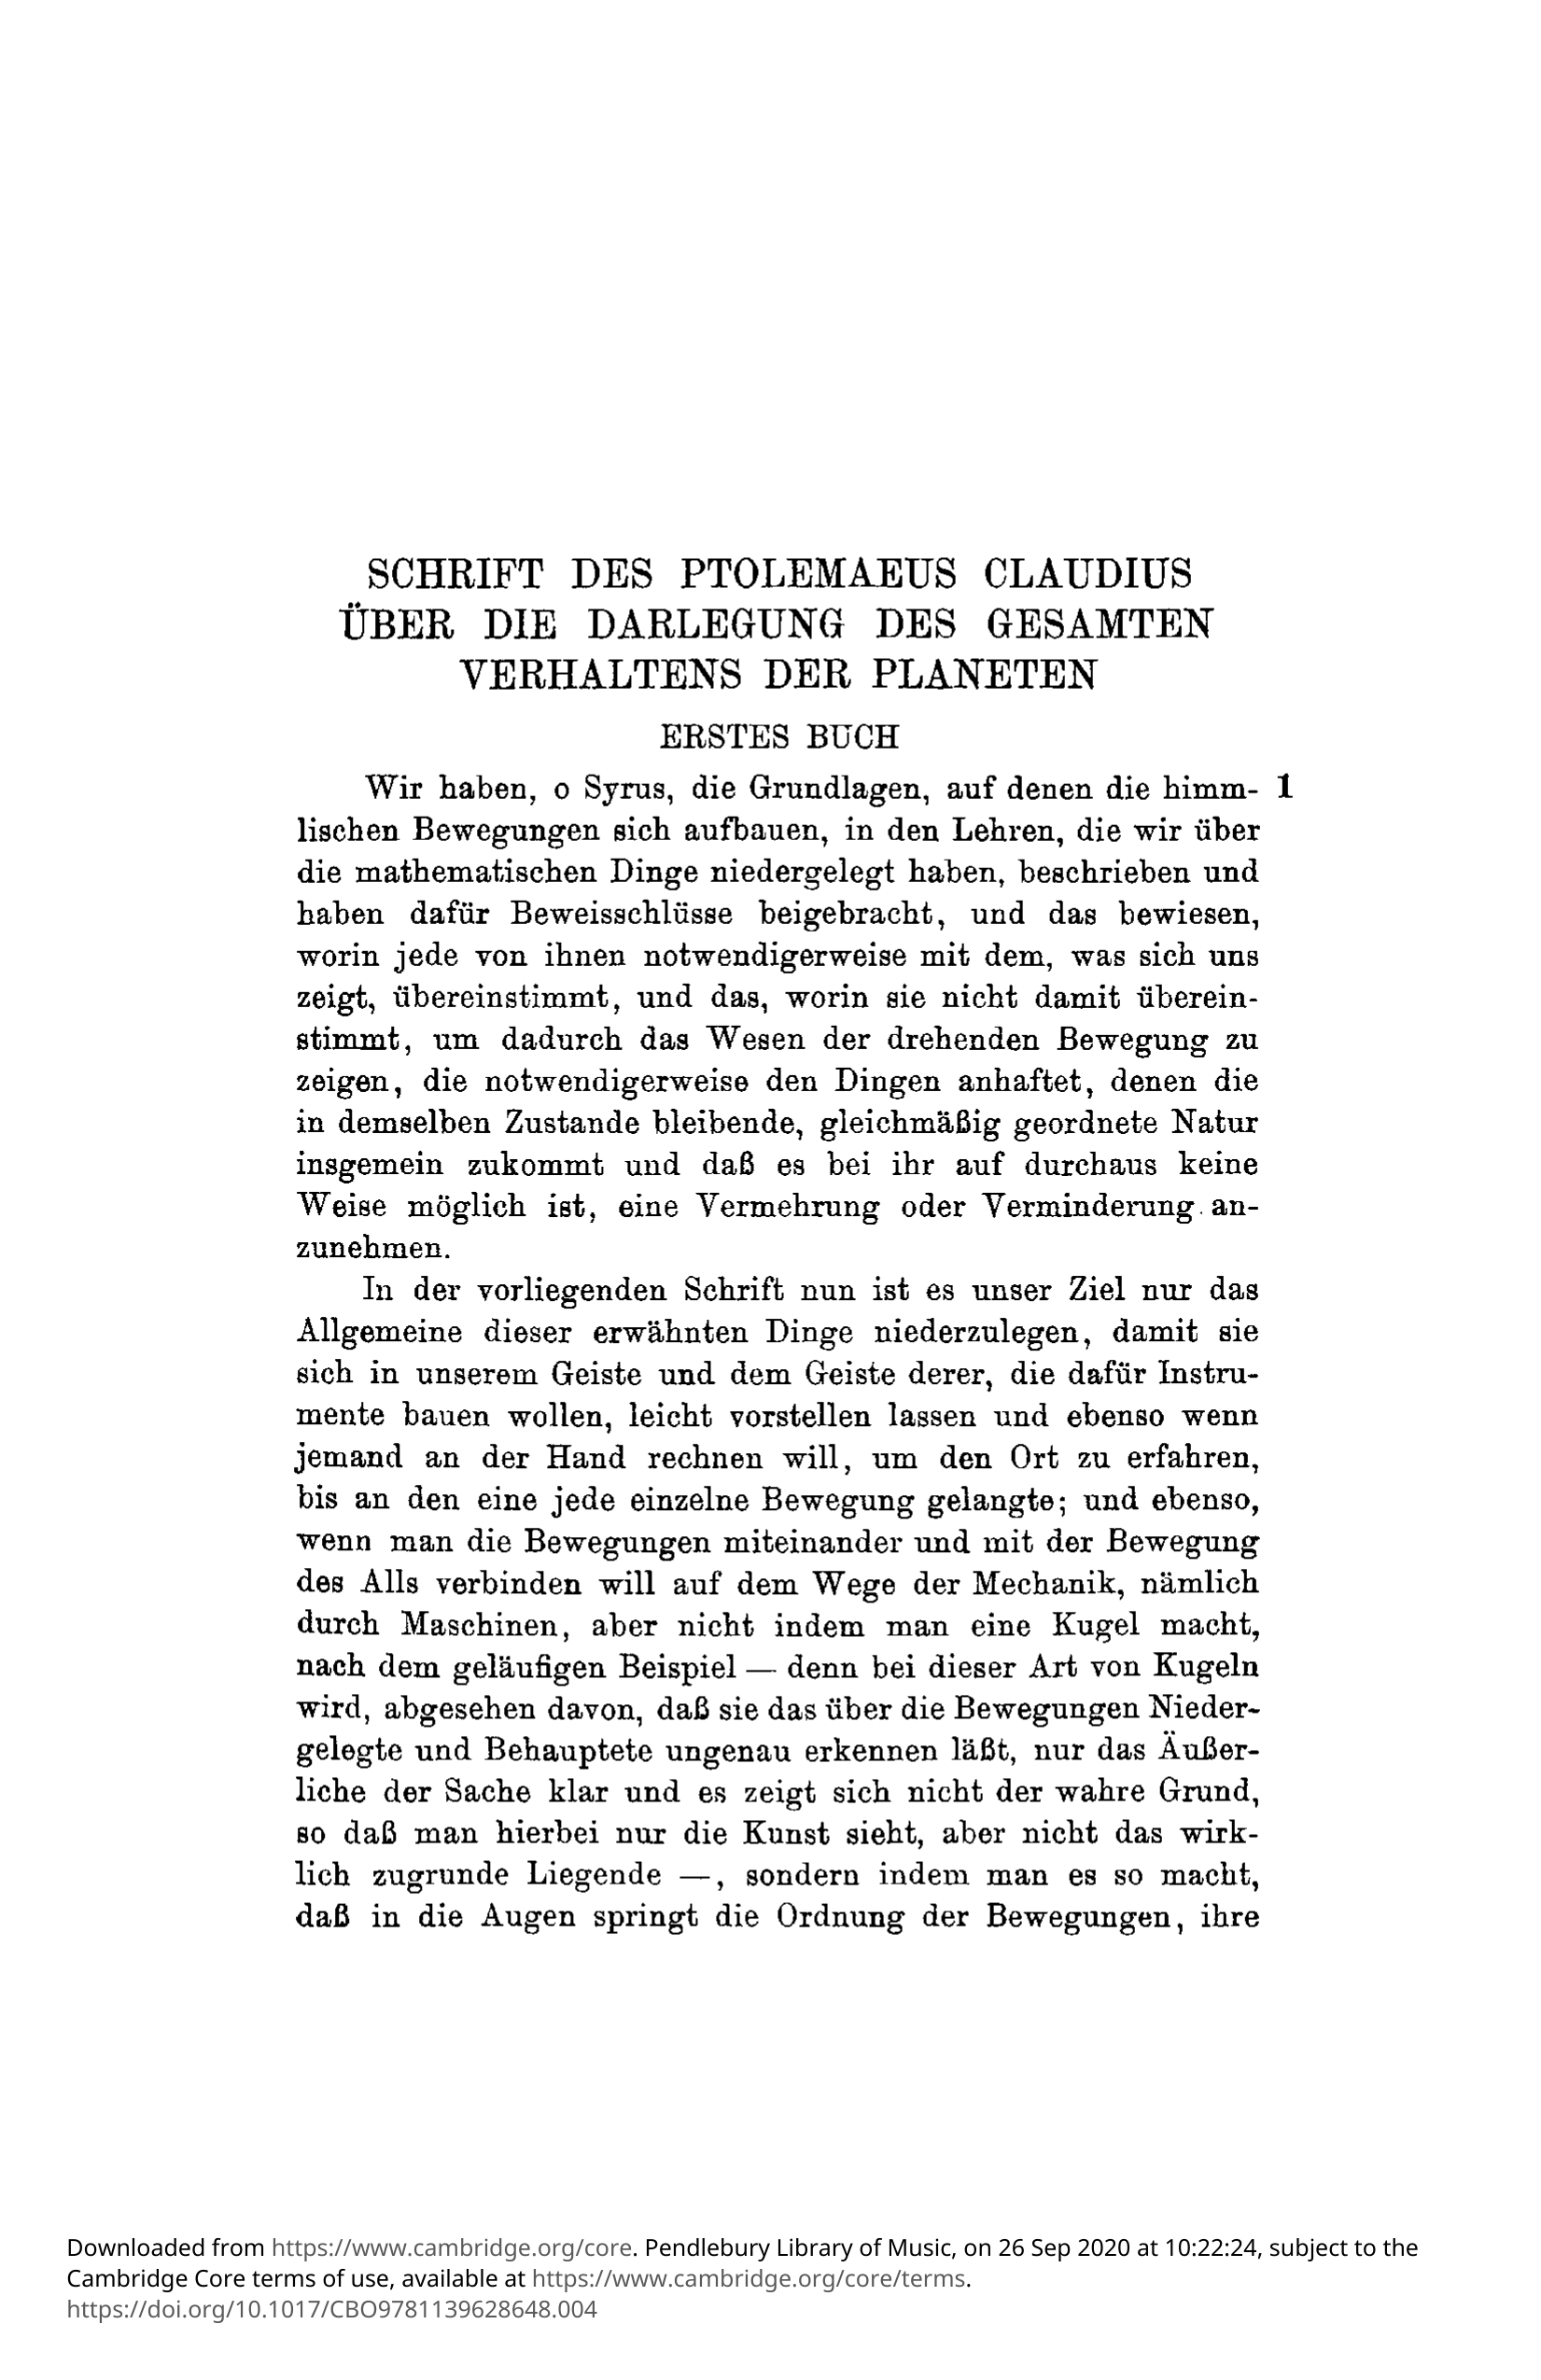 SCHRIFT DES PTOLEMAEUS CLAUDIUS
ÜBER DIE DARLEGUNG DES GESAMTEN
VERHALTENS DER PLANETEN
ERSTES BUCH
Wir haben, o Syrus, die Grundlagen, auf denen die himm- 1
lischen Bewegungen sich aufbauen, in den Lehren, die wir über
die mathematischen Dinge niedergelegt haben, beschrieben und
haben dafür Beweisschlüsse beigebracht, und das bewiesen,
worin jede von ihnen notwendigerweise mit dem, was sich uns
zeigt, übereinstimmt, und das, worin sie nicht damit überein-
stimmt, um dadurch das Wesen der drehenden Bewegung zu
zeigen, die notwendigerweise den Dingen anhaftet, denen die
in demselben Zustande bleibende, gleichmäßig geordnete Natur
insgemein zukommt und daß es bei ihr auf durchaus keine
Weise möglich ist, eine Vermehrung oder Verminderung an-
zunehmen.
In der vorliegenden Schrift nun ist es unser Ziel nur das
Allgemeine dieser erwähnten Dinge niederzulegen, damit sie
sich in unserem Geiste und dem Geiste derer, die dafür Instru-
mente bauen wollen, leicht vorstellen lassen und ebenso wenn
jemand an der Hand rechnen will, um den Ort zu erfahren,
bis an den eine jede einzelne Bewegung gelangte; und ebenso,
wenn man die Bewegungen miteinander und mit der Bewegung
des Alls verbinden will auf dem Wege der Mechanik, nämlich
durch Maschinen, aber nicht indem man eine Kugel macht,
nach dem geläufigen Beispiel — denn bei dieser Art von Kugeln
wird, abgesehen davon, daß sie das über die Bewegungen Nieder-
gelegte und Behauptete ungenau erkennen läßt, nur das Äußer-
liche der Sache klar und es zeigt sich nicht der wahre Grund,
so daß man hierbei nur die Kunst sieht, aber nicht das wirk-
lich zugrunde Liegende —, sondern indem man es so macht,
daß in die Augen springt die Ordnung der Bewegungen, ihre
Downloaded from https://www.cambridge.org/core. Pendlebury Library of Music, on 26 Sep 2020 at 10:22:24, subject to the
Cambridge Core terms of use, available at https://www.cambridge.org/core/terms.
https://doi.org/10.1017/CBO9781139628648.004